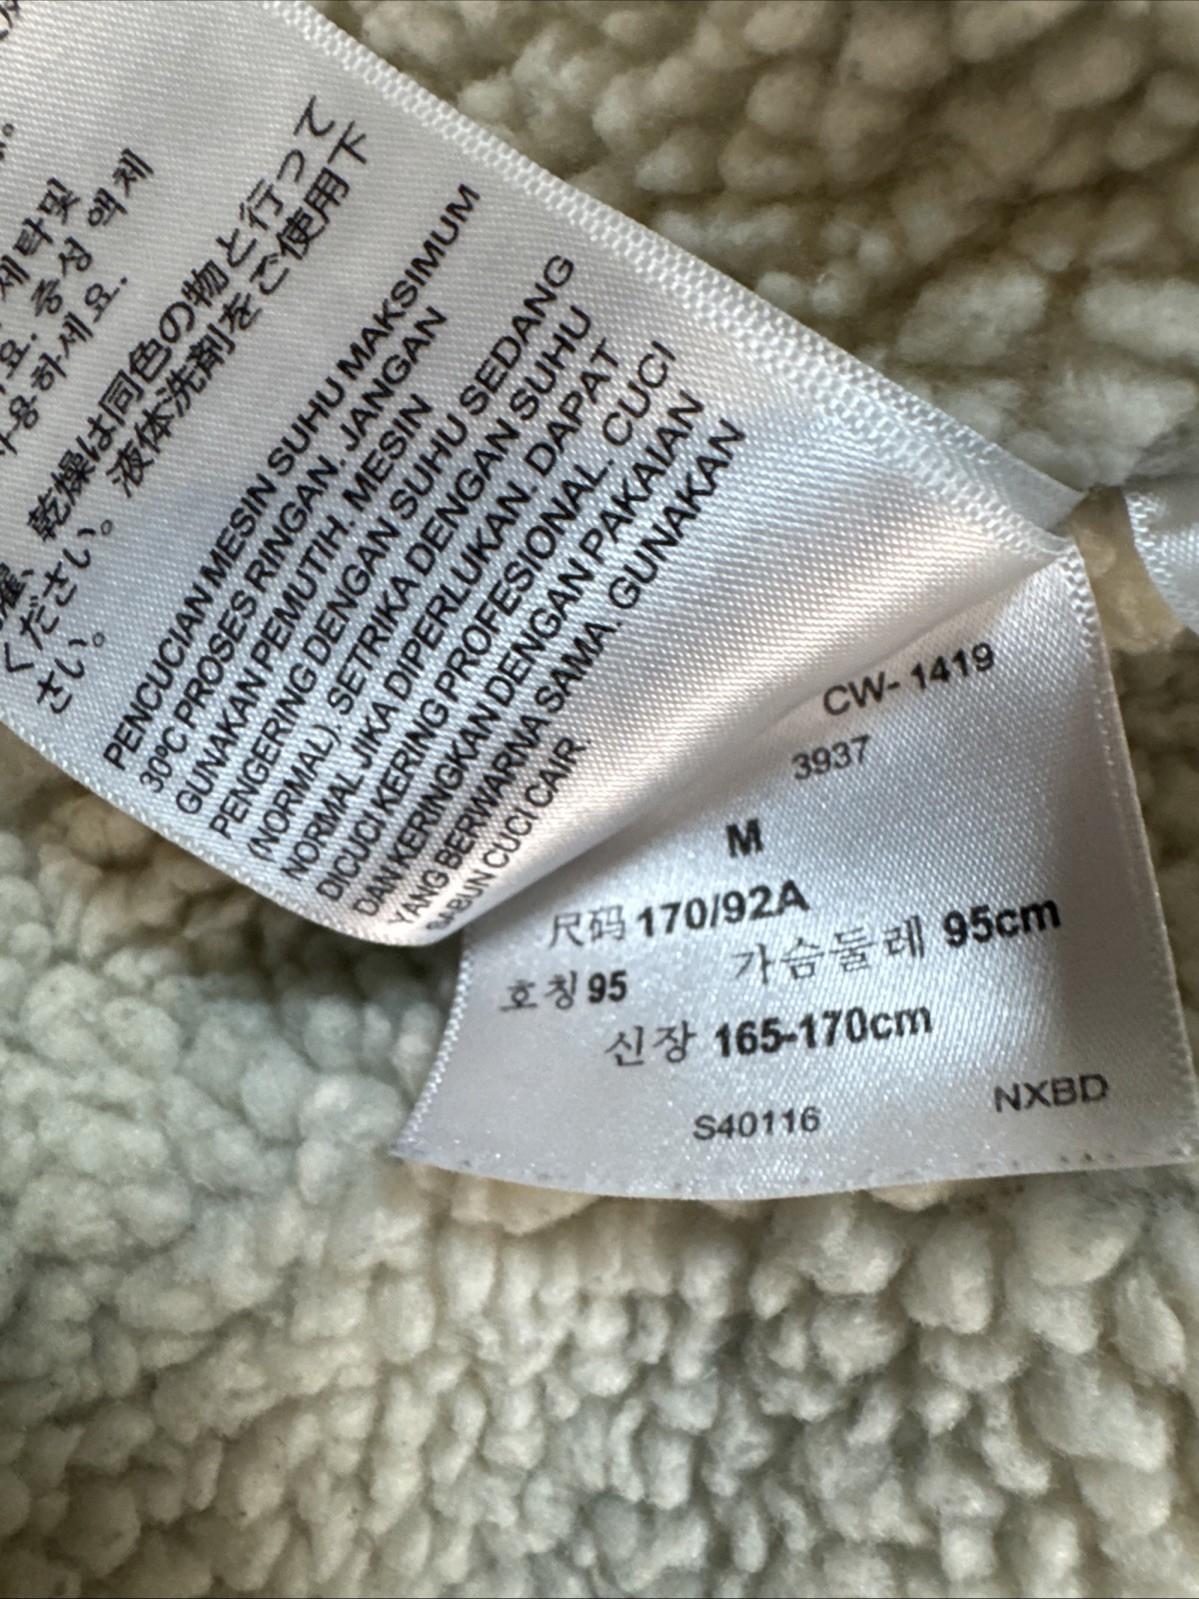 세탁및
요. 중성 액체
사용하세요.
乾燥は同色の物と行って
ください。 液体洗剤をご使用下
さい。
PENCUCIAN MESIN SUHU MAKSIMUM
30ºC PROSES RINGAN. JANGAN
GUNAKAN PEMUTIH. MESIN
PENGERING DENGAN SUHU SEDANG
(NORMAL). SETRIKA DENGAN SUHU
NORMAL JIKA DIPERLUKAN. DAPAT
DICUCI KERING PROFESIONAL. CUCI
DAN KERINGKAN DENGAN PAKAIAN
YANG BERWARNA SAMA. GUNAKAN
SABUN CUCI CAIR.
CW- 1419
3937
M
尺码 170/92A
호칭 95 가슴둘레 95cm
신장 165-170cm
S40116 NXBD